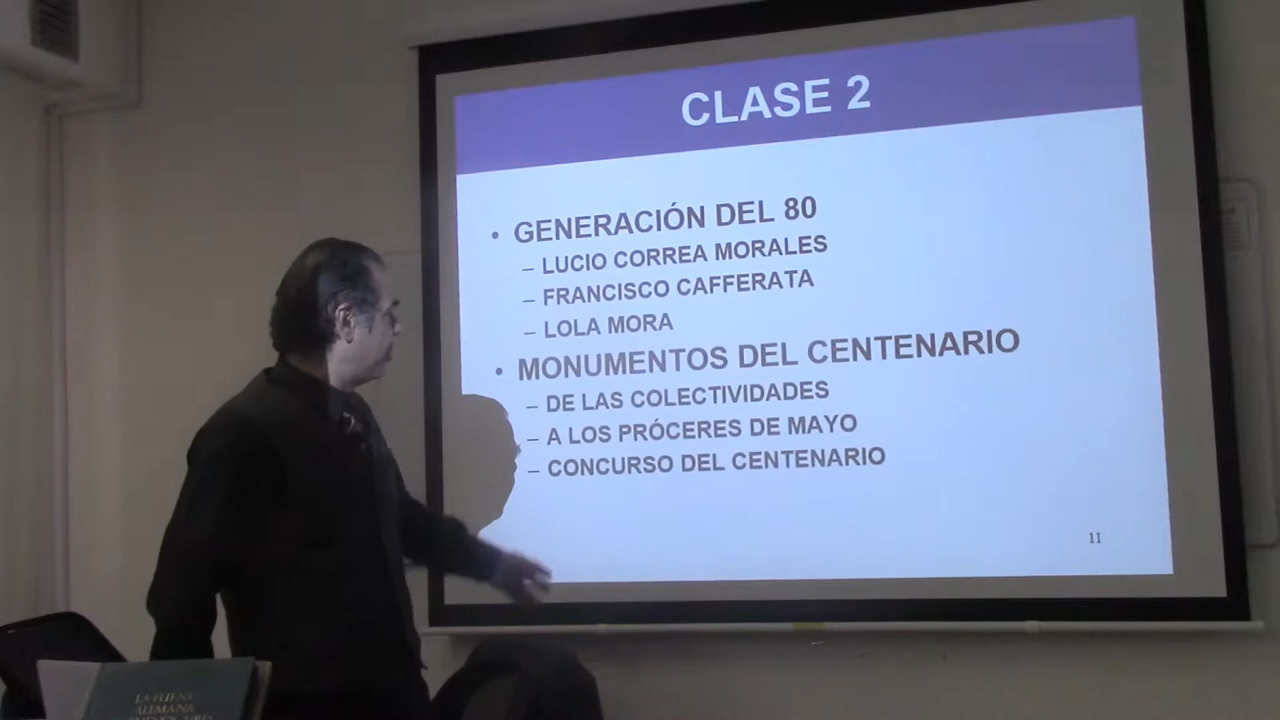 CLASE 2
• GENERACIÓN DEL 80
– LUCIO CORREA MORALES
– FRANCISCO CAFFERATA
– LOLA MORA
• MONUMENTOS DEL CENTENARIO
– DE LAS COLECTIVIDADES
– A LOS PRÓCERES DE MAYO
– CONCURSO DEL CENTENARIO
11
ALEMANA